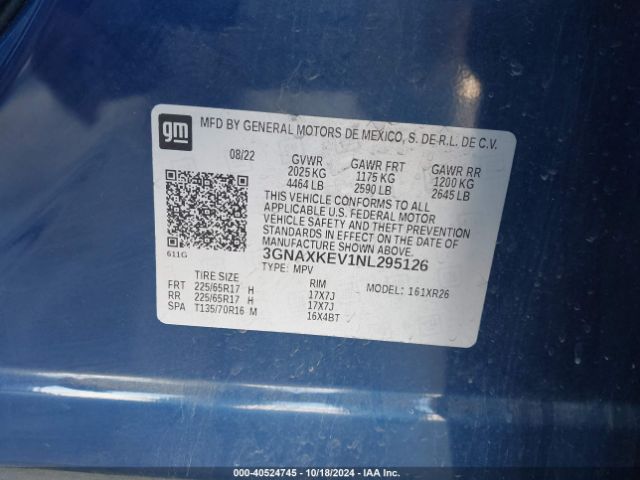 gm
MFD BY GENERAL MOTORS DE MEXICO, S. DE R.L. DE C.V.
08/22 GVWR GAWR FRT GAWR RR
2025 KG 1175 KG 1200 KG
4464 LB 2590 LB 2645 LB
THIS VEHICLE CONFORMS TO ALL
APPLICABLE U.S. FEDERAL MOTOR
VEHICLE SAFETY AND THEFT PREVENTION
STANDARDS IN EFFECT ON THE DATE OF
MANUFACTURE SHOWN ABOVE.
3GNAXKEV1NL295126
611G TYPE: MPV
TIRE SIZE RIM MODEL: 161XR26
FRT 225/65R17 H 17X7J
RR 225/65R17 H 17X7J
SPA T135/70R16 M 16X4BT
000-40524745 - 10/18/2024 - IAA Inc.